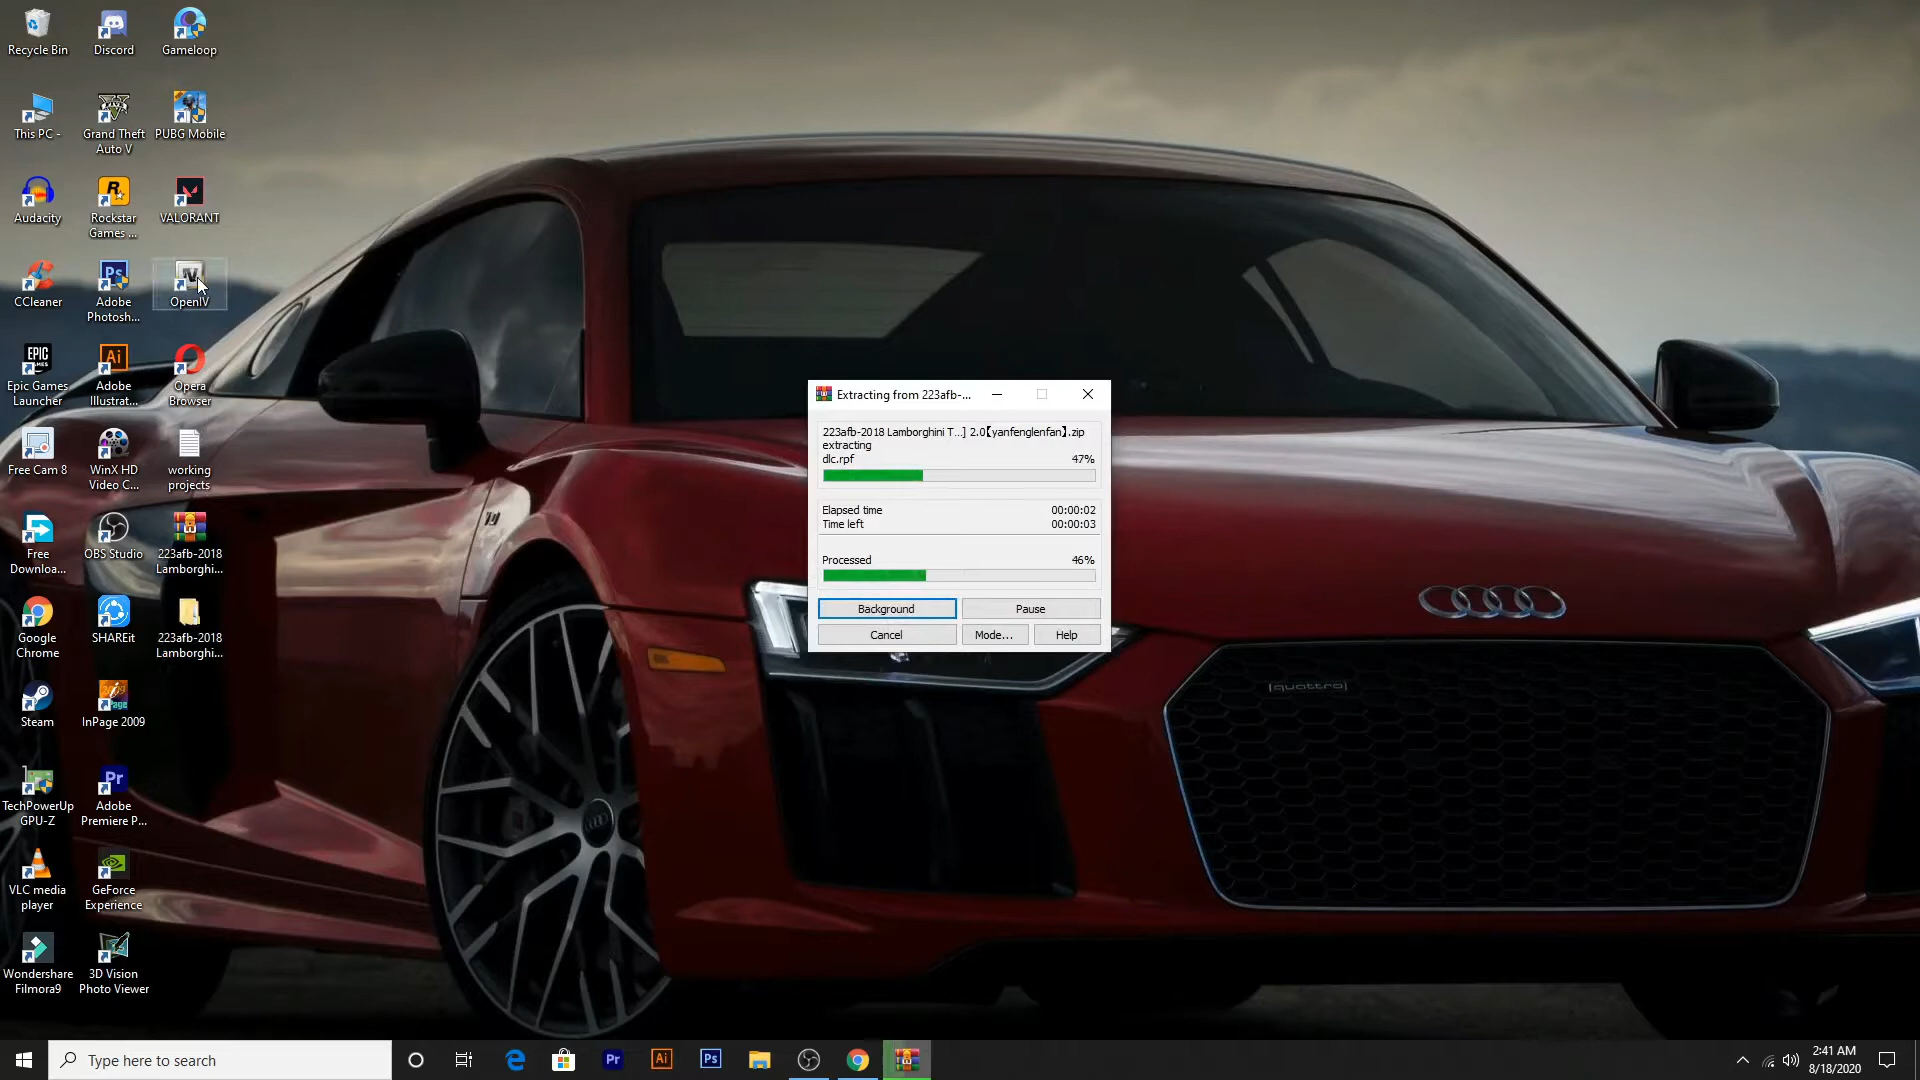 Recycle Bin
Discord
Gameloop
This PC -
Grand Theft
Auto V
PUBG Mobile
Audacity
Rockstar
Games ...
VALORANT
CCleaner
Adobe
Photosh...
OpenIV
Epic Games
Launcher
Adobe
Illustrat...
Opera
Browser
Free Cam 8
WinX HD
Video C...
working
projects
Free
Downloa...
OBS Studio
223afb-2018
Lamborghi...
Google
Chrome
SHAREit
223afb-2018
Lamborghi...
Steam
InPage 2009
TechPowerUp
GPU-Z
Adobe
Premiere P...
VLC media
player
GeForce
Experience
Wondershare
Filmora9
3D Vision
Photo Viewer
Extracting from 223afb-...
223afb-2018 Lamborghini T...] 2.0【yanfenglenfan】.zip
extracting
dlc.rpf 47%
Elapsed time 00:00:02
Time left 00:00:03
Processed 46%
Background Pause
Cancel Mode... Help
quattro
Type here to search
2:41 AM
8/18/2020